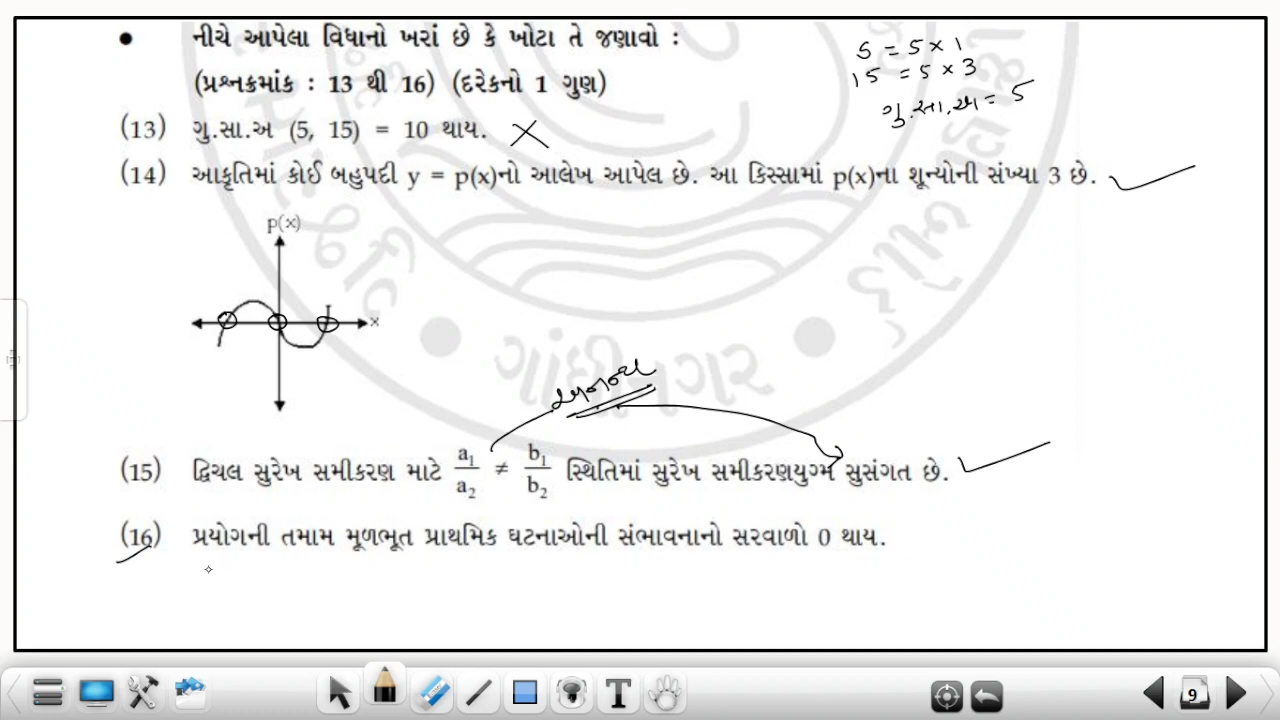 ● નીચે આપેલા વિધાનો ખરાં છે કે ખોટા તે જણાવો :
(પ્રશ્નક્રમાંક : 13 થી 16) (દરેકનો 1 ગુણ)
5 = 5 × 1
15 = 5 × 3
ગુ.સા.અ = 5
(13) ગુ.સા.અ (5, 15) = 10 થાય.
(14) આકૃતિમાં કોઈ બહુપદી y = p(x)નો આલેખ આપેલ છે. આ કિસ્સામાં p(x)ના શૂન્યોની સંખ્યા 3 છે.
p(x)
x
ગાંધીનગર
(15) દ્વિચલ સુરેખ સમીકરણ માટે a₁/a₂ ≠ b₁/b₂ સ્થિતિમાં સુરેખ સમીકરણયુગ્મ સુસંગત છે.
(16) પ્રયોગની તમામ મૂળભૂત પ્રાથમિક ઘટનાઓની સંભાવનાનો સરવાળો 0 થાય.
9